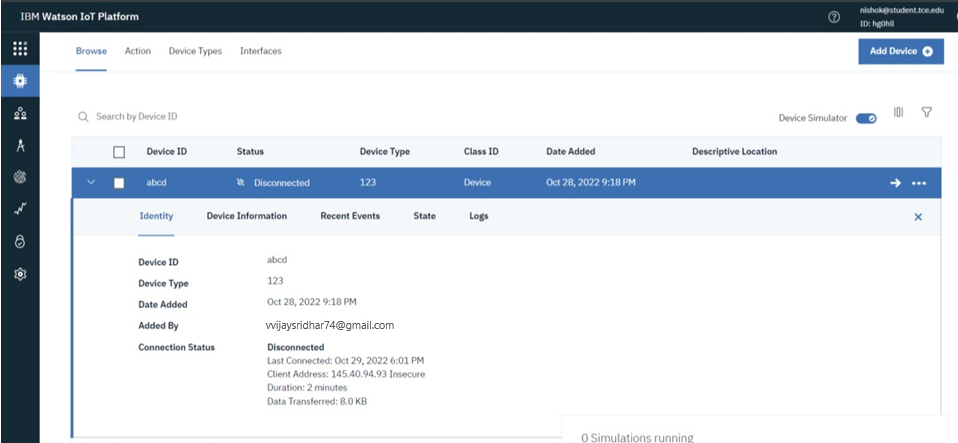 IBM Watson IoT Platform
nishok@student.tce.edu
ID: hg0hll
Browse Action Device Types Interfaces
Add Device
Search by Device ID
Device Simulator
Device ID Status Device Type Class ID Date Added Descriptive Location
abcd Disconnected 123 Device Oct 28, 2022 9:18 PM
Identity Device Information Recent Events State Logs
Device ID abcd
Device Type 123
Date Added Oct 28, 2022 9:18 PM
Added By vvijaysridhar74@gmail.com
Connection Status Disconnected
Last Connected: Oct 29, 2022 6:01 PM
Client Address: 145.40.94.93 Insecure
Duration: 2 minutes
Data Transferred: 8.0 KB
0 Simulations running